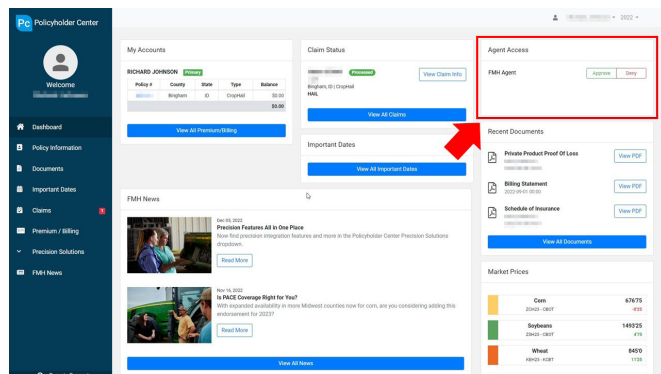 Pc Policyholder Center
2022
Welcome
Dashboard
Policy Information
Documents
Important Dates
Claims 1
Premium / Billing
Precision Solutions
FMH News
My Accounts
RICHARD JOHNSON Primary
Policy # County State Type Balance
Bingham ID CropHail $0.00
$0.00
View All Premium/Billing
Claim Status
Processed
View Claim Info
Bingham, ID | CropHail
HAIL
View All Claims
Important Dates
View All Important Dates
FMH News
Dec 05, 2022
Precision Features All in One Place
Now find precision integration features and more in the Policyholder Center Precision Solutions
dropdown.
Read More
Nov 16, 2022
Is PACE Coverage Right for You?
With expanded availability in more Midwest counties now for corn, are you considering adding this
endorsement for 2023?
Read More
View All News
Agent Access
FMH Agent Approve Deny
Recent Documents
Private Product Proof Of Loss
View PDF
Billing Statement
2022-09-01 00:00
View PDF
Schedule of Insurance
View PDF
View All Documents
Market Prices
Corn 676'75
ZCH23 - CBOT
Soybeans 1493'25
ZSH23 - CBOT
Wheat 845'0
KEH23 - KCBT